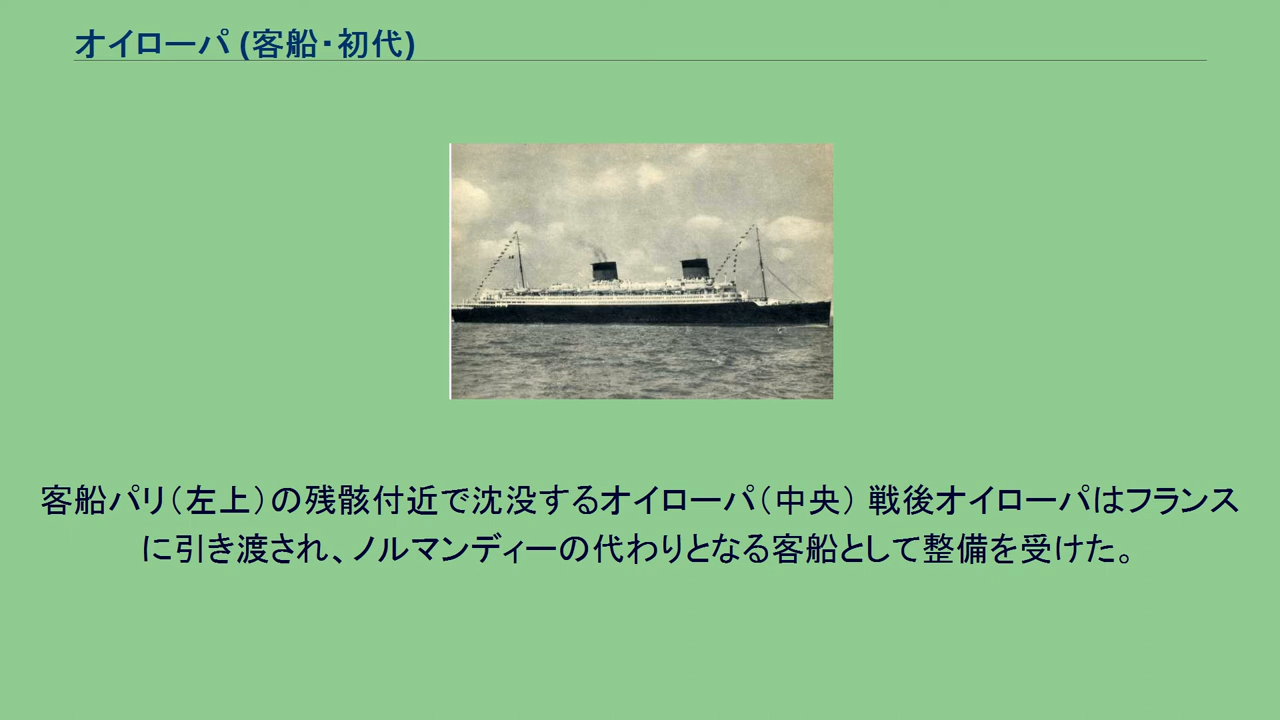 オイローパ (客船・初代)
客船パリ（左上）の残骸付近で沈没するオイローパ（中央） 戦後オイローパはフランス
に引き渡され、ノルマンディーの代わりとなる客船として整備を受けた。